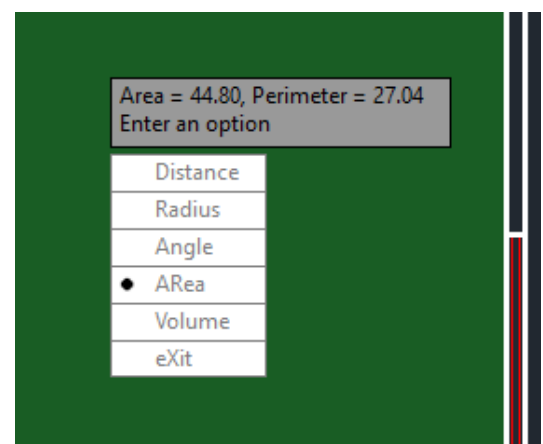 Area = 44.80, Perimeter = 27.04
Enter an option
Distance
Radius
Angle
ARea
Volume
eXit